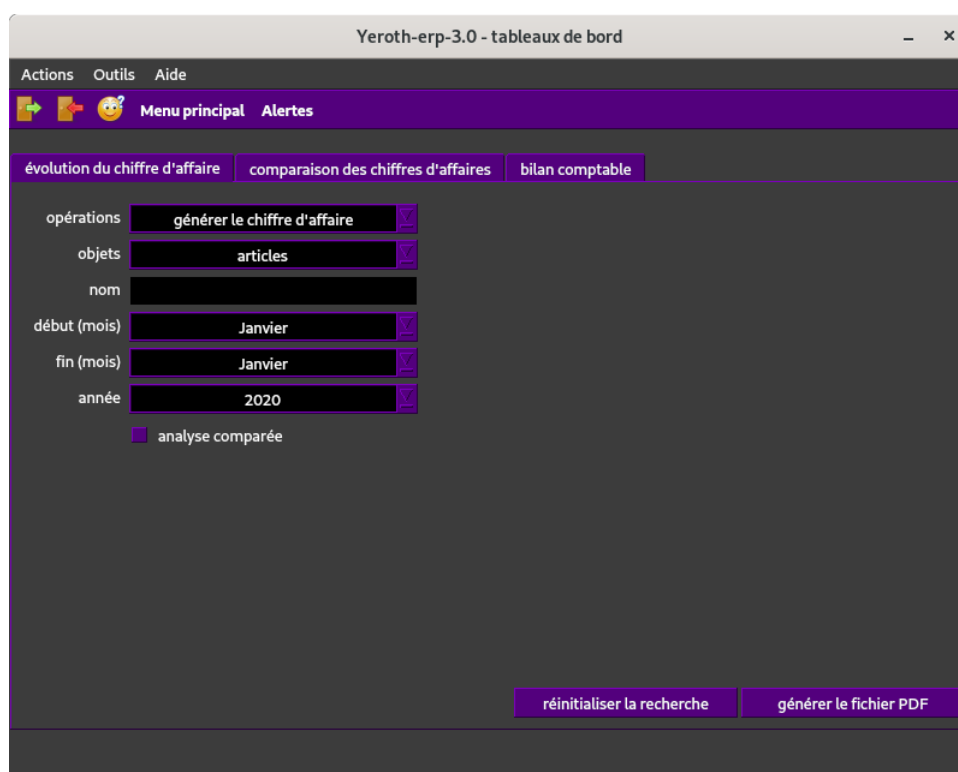 Yeroth-erp-3.0 - tableaux de bord
Actions Outils Aide
Menu principal Alertes
évolution du chiffre d'affaire comparaison des chiffres d'affaires bilan comptable
opérations générer le chiffre d'affaire
objets articles
nom
début (mois) Janvier
fin (mois) Janvier
année 2020
analyse comparée
réinitialiser la recherche générer le fichier PDF